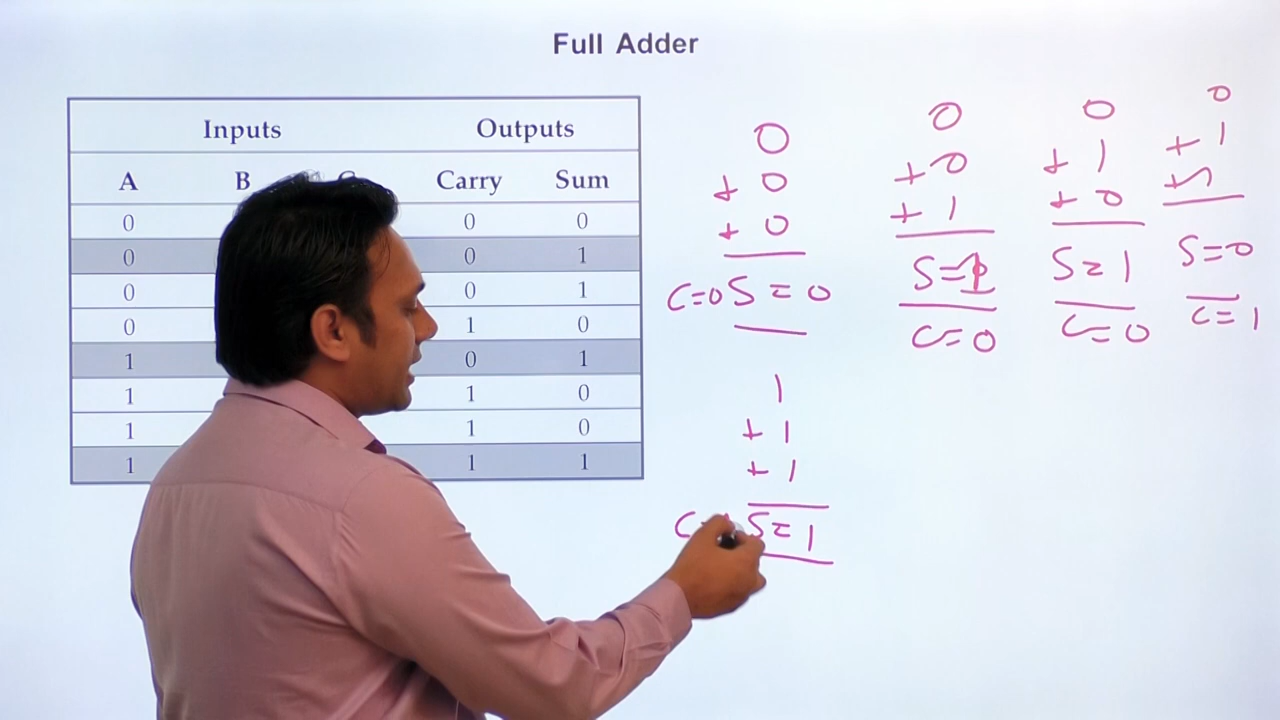 Full Adder
Inputs Outputs
A B Carry Sum
0 0 0
0 0 1
0 0 1
0 1 0
1 0 1
1 1 0
1 1 0
1 1 1
0
+ 0
+ 0
C=0 S=0
0
+0
+ 1
S=1
C=0
0
+ 1
+ 0
S=1
C=0
0
+ 1
+1
S=0
C=1
1
+ 1
+ 1
S=1